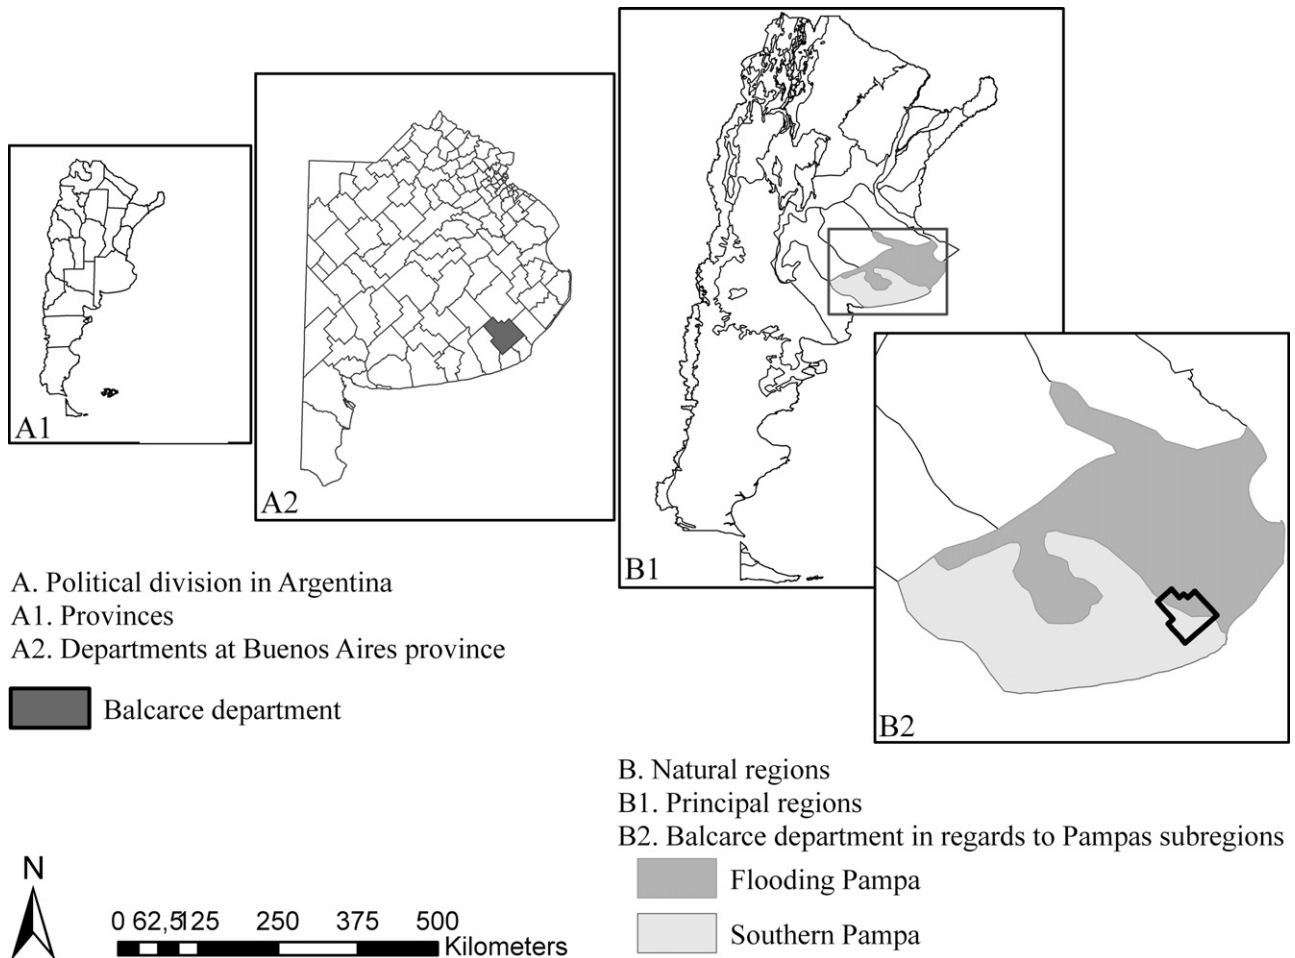 A1
A2
B1
B2
A. Political division in Argentina
A1. Provinces
A2. Departments at Buenos Aires province
Balcarce department
B. Natural regions
B1. Principal regions
B2. Balcarce department in regards to Pampas subregions
Flooding Pampa
Southern Pampa
N
0 62,5 125 250 375 500
Kilometers